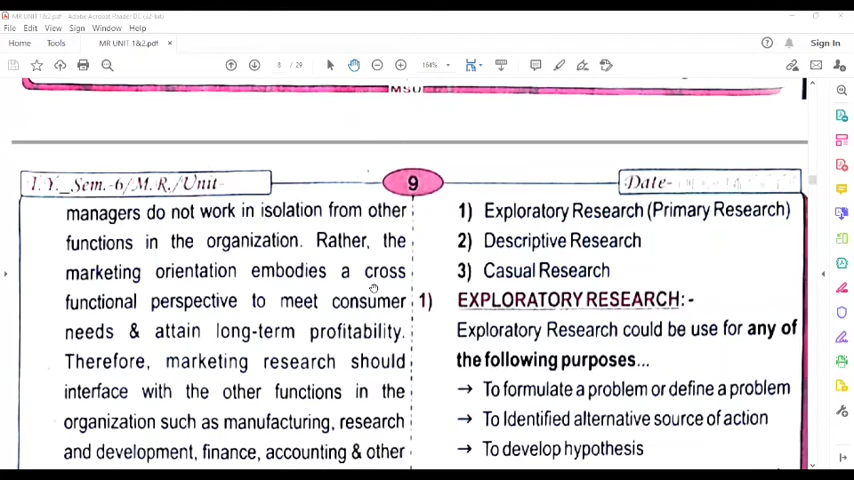 MR UNIT 1&2.pdf - Adobe Acrobat Reader DC (32-bit)
File Edit View Sign Window Help
Home Tools MR UNIT 1&2.pdf × Sign In
8 / 29 164%
MSU
T.Y._Sem.-6/M.R./Unit-
9
Date-
managers do not work in isolation from other
functions in the organization. Rather, the
marketing orientation embodies a cross
functional perspective to meet consumer
needs & attain long-term profitability.
Therefore, marketing research should
interface with the other functions in the
organization such as manufacturing, research
and development, finance, accounting & other
1) Exploratory Research (Primary Research)
2) Descriptive Research
3) Casual Research
1) EXPLORATORY RESEARCH:-
Exploratory Research could be use for any of
the following purposes...
→ To formulate a problem or define a problem
→ To Identified alternative source of action
→ To develop hypothesis